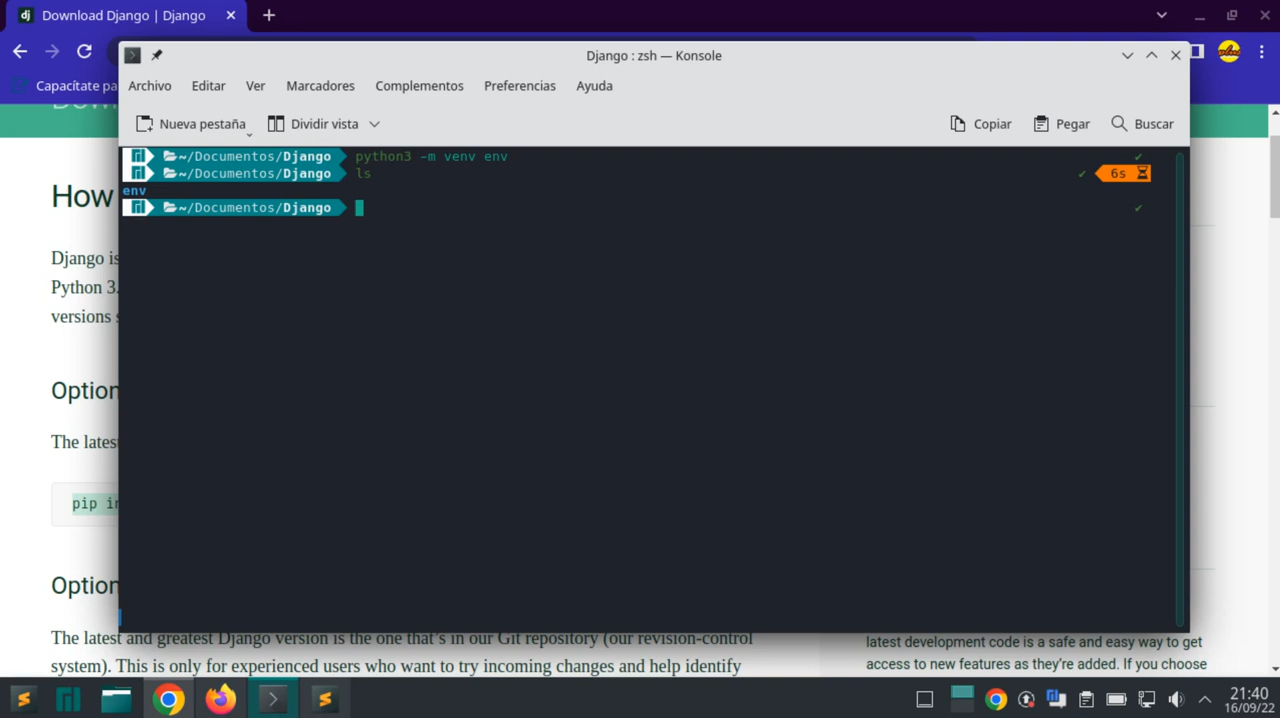 Download Django | Django
Capacítate pa
Django : zsh — Konsole
Archivo Editar Ver Marcadores Complementos Preferencias Ayuda
Nueva pestaña Dividir vista Copiar Pegar Buscar
~/Documentos/Django python3 -m venv env
~/Documentos/Django ls 6s
env
~/Documentos/Django
How
Django is
Python 3.
versions s
Option
The lates
pip in
Option
The latest and greatest Django version is the one that's in our Git repository (our revision-control
system). This is only for experienced users who want to try incoming changes and help identify
latest development code is a safe and easy way to get
access to new features as they're added. If you choose
21:40
16/09/22